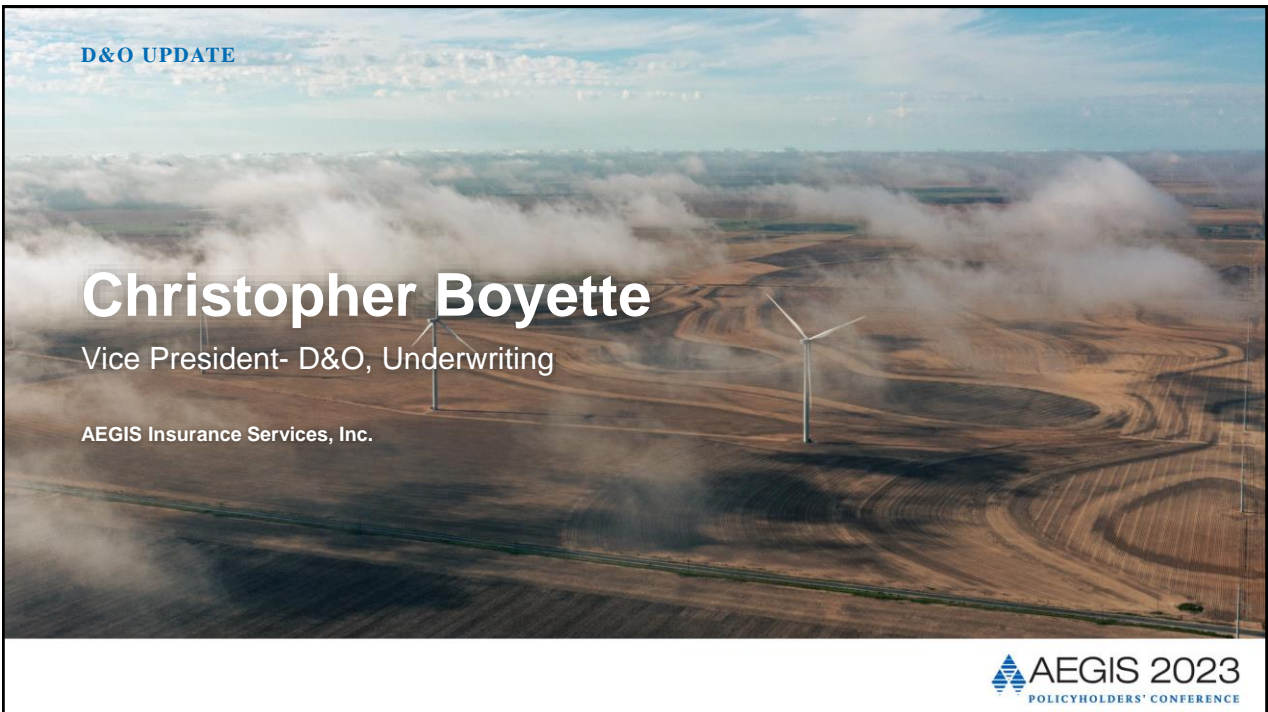 D&O UPDATE
Christopher Boyette
Vice President- D&O, Underwriting
AEGIS Insurance Services, Inc.
AEGIS 2023
POLICYHOLDERS' CONFERENCE